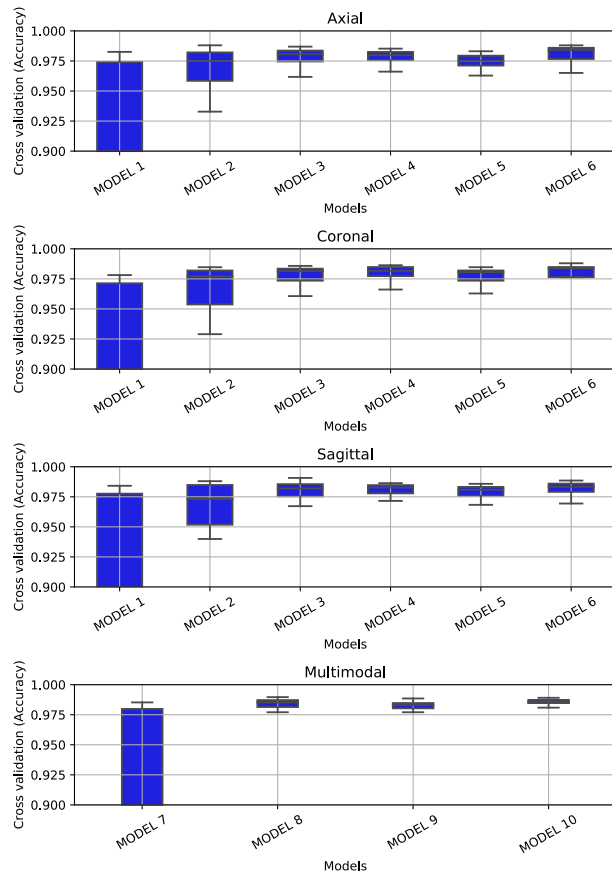 Axial
Cross validation (Accuracy)
1.000
0.975
0.950
0.925
0.900
MODEL 1 MODEL 2 MODEL 3 MODEL 4 MODEL 5 MODEL 6
Models
Coronal
Cross validation (Accuracy)
1.000
0.975
0.950
0.925
0.900
MODEL 1 MODEL 2 MODEL 3 MODEL 4 MODEL 5 MODEL 6
Models
Sagittal
Cross validation (Accuracy)
1.000
0.975
0.950
0.925
0.900
MODEL 1 MODEL 2 MODEL 3 MODEL 4 MODEL 5 MODEL 6
Models
Multimodal
Cross validation (Accuracy)
1.000
0.975
0.950
0.925
0.900
MODEL 7 MODEL 8 MODEL 9 MODEL 10
Models